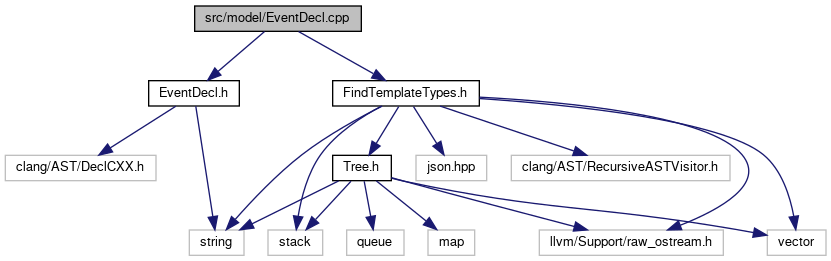 src/model/EventDecl.cpp
EventDecl.h
FindTemplateTypes.h
clang/AST/DeclCXX.h
Tree.h
json.hpp
clang/AST/RecursiveASTVisitor.h
string
stack
queue
map
llvm/Support/raw_ostream.h
vector